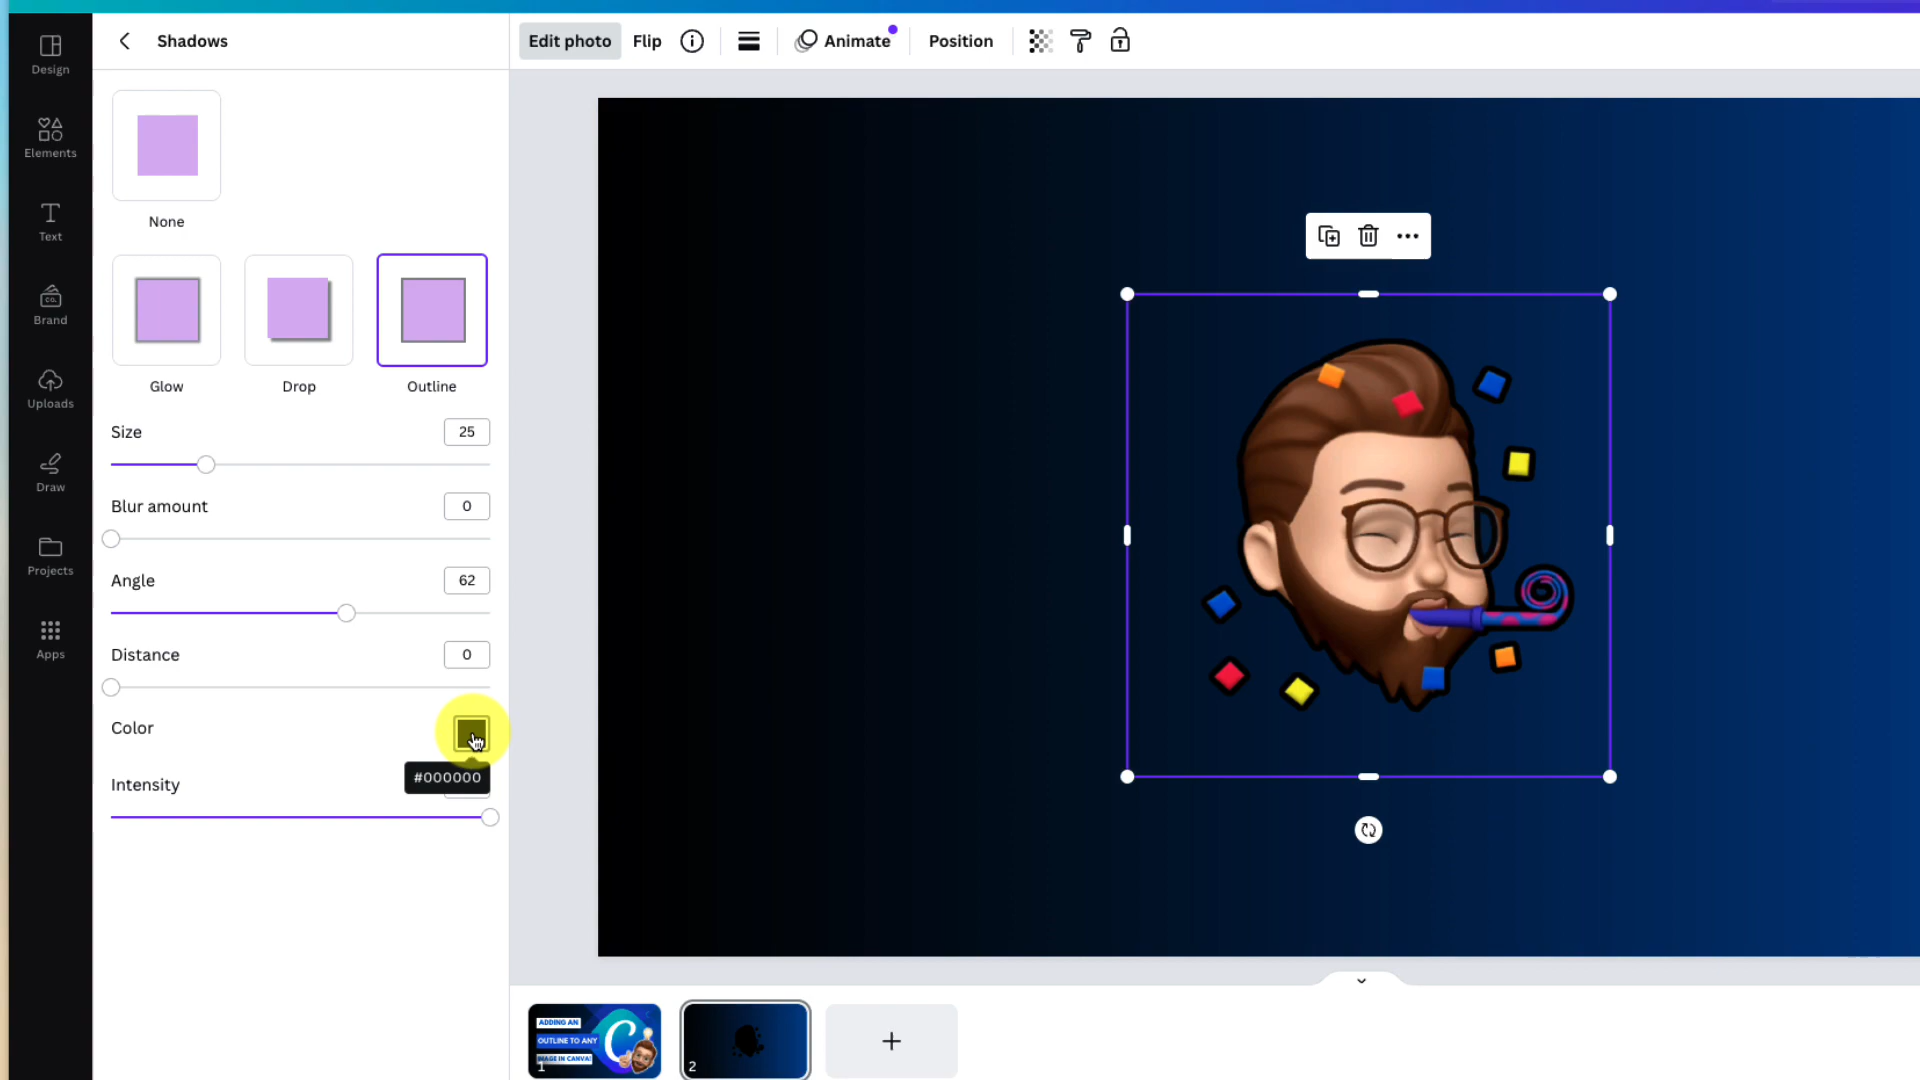 Shadows
Edit photo
Flip
Animate
Position
Design
Elements
Text
CO.
Brand
Uploads
Draw
Projects
Apps
None
Glow
Drop
Outline
Size
25
Blur amount
0
Angle
62
Distance
0
Color
#000000
Intensity
ADDING AN
OUTLINE TO ANY
IMAGE IN CANVA!
C
1
2